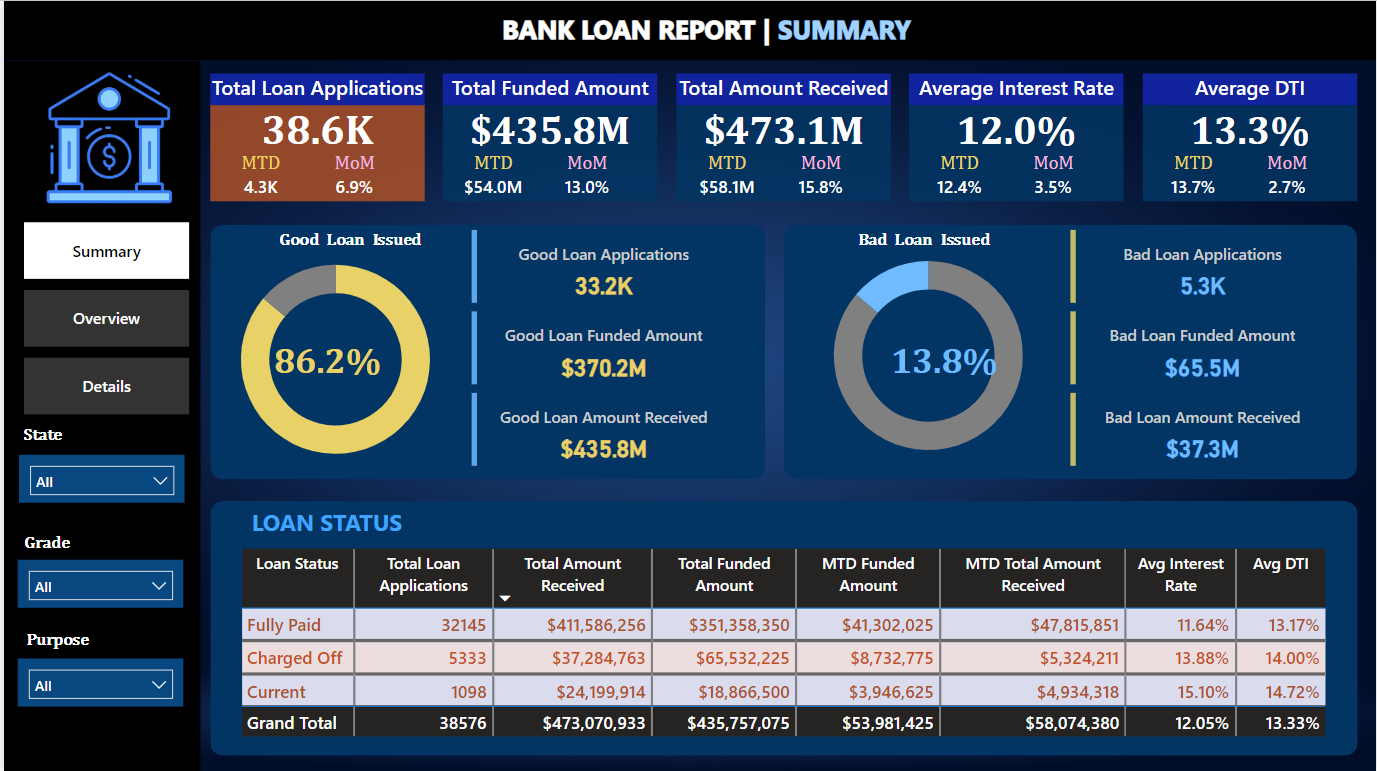 BANK LOAN REPORT | SUMMARY
Total Loan Applications
38.6K
MTD MoM
4.3K 6.9%
Total Funded Amount
$435.8M
MTD MoM
$54.0M 13.0%
Total Amount Received
$473.1M
MTD MoM
$58.1M 15.8%
Average Interest Rate
12.0%
MTD MoM
12.4% 3.5%
Average DTI
13.3%
MTD MoM
13.7% 2.7%
$
Summary
Overview
Details
State
All
Grade
All
Purpose
All
Good Loan Issued
86.2%
Good Loan Applications
33.2K
Good Loan Funded Amount
$370.2M
Good Loan Amount Received
$435.8M
Bad Loan Issued
13.8%
Bad Loan Applications
5.3K
Bad Loan Funded Amount
$65.5M
Bad Loan Amount Received
$37.3M
LOAN STATUS
Loan Status Total Loan Total Amount Total Funded MTD Funded MTD Total Amount Avg Interest Avg DTI
Applications Received Amount Amount Received Rate
Fully Paid 32145 $411,586,256 $351,358,350 $41,302,025 $47,815,851 11.64% 13.17%
Charged Off 5333 $37,284,763 $65,532,225 $8,732,775 $5,324,211 13.88% 14.00%
Current 1098 $24,199,914 $18,866,500 $3,946,625 $4,934,318 15.10% 14.72%
Grand Total 38576 $473,070,933 $435,757,075 $53,981,425 $58,074,380 12.05% 13.33%